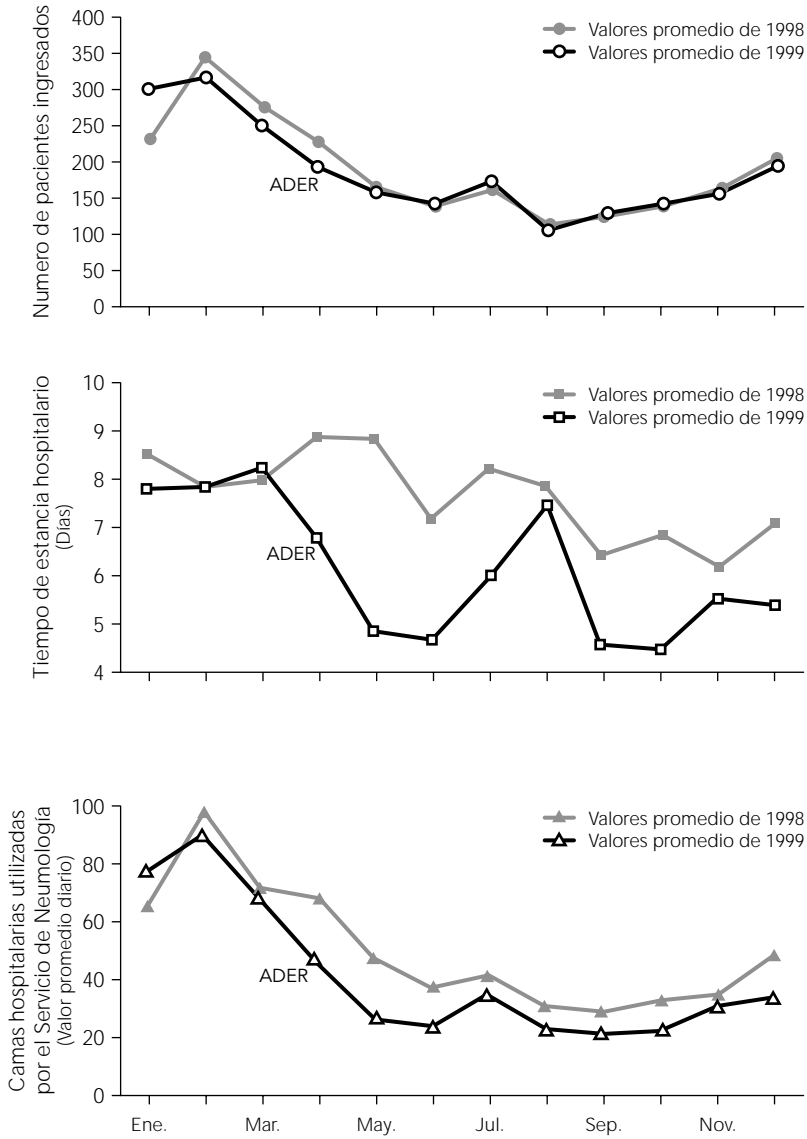 Numero de pacientes ingresados
400
350
300
250
200
150
100
50
0
Valores promedio de 1998
Valores promedio de 1999
ADER
Tiempo de estancia hospitalario
(Días)
10
9
8
7
6
5
4
Valores promedio de 1998
Valores promedio de 1999
ADER
Camas hospitalarias utilizadas
por el Servicio de Neumología
(Valor promedio diario)
100
80
60
40
20
0
Valores promedio de 1998
Valores promedio de 1999
ADER
Ene. Mar. May. Jul. Sep. Nov.